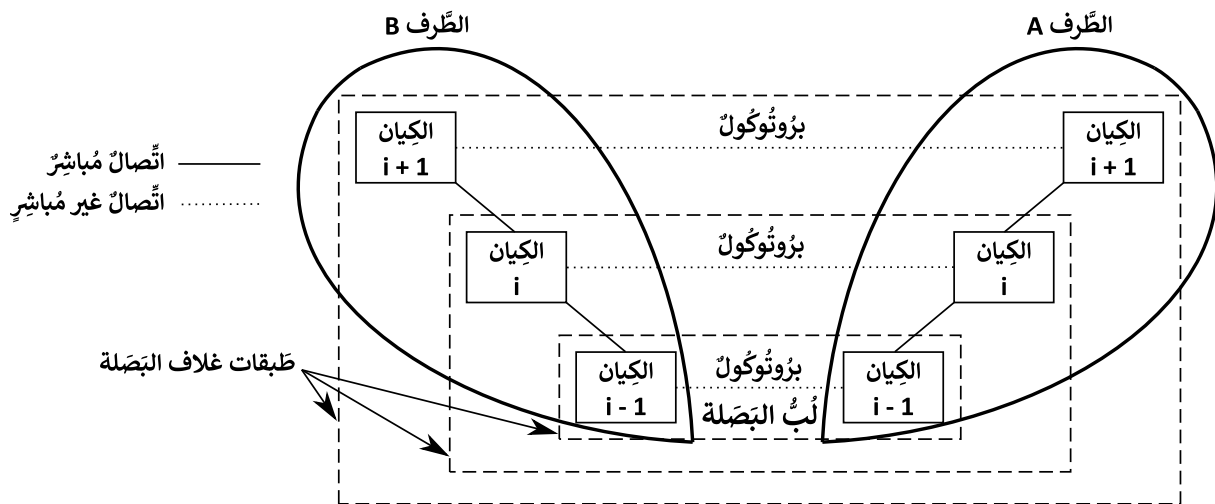 الطَّرف A
الطَّرف B
الكِيان
i + 1
برُوتُوكُولٌ
الكِيان
i + 1
اتِّصالٌ مُباشِرٌ
اتِّصالٌ غير مُباشِرٍ
الكِيان
i
برُوتُوكُولٌ
الكِيان
i
الكِيان
i - 1
برُوتُوكُولٌ
الكِيان
i - 1
لُبُّ البَصَلة
طَبقات غلاف البَصَلة